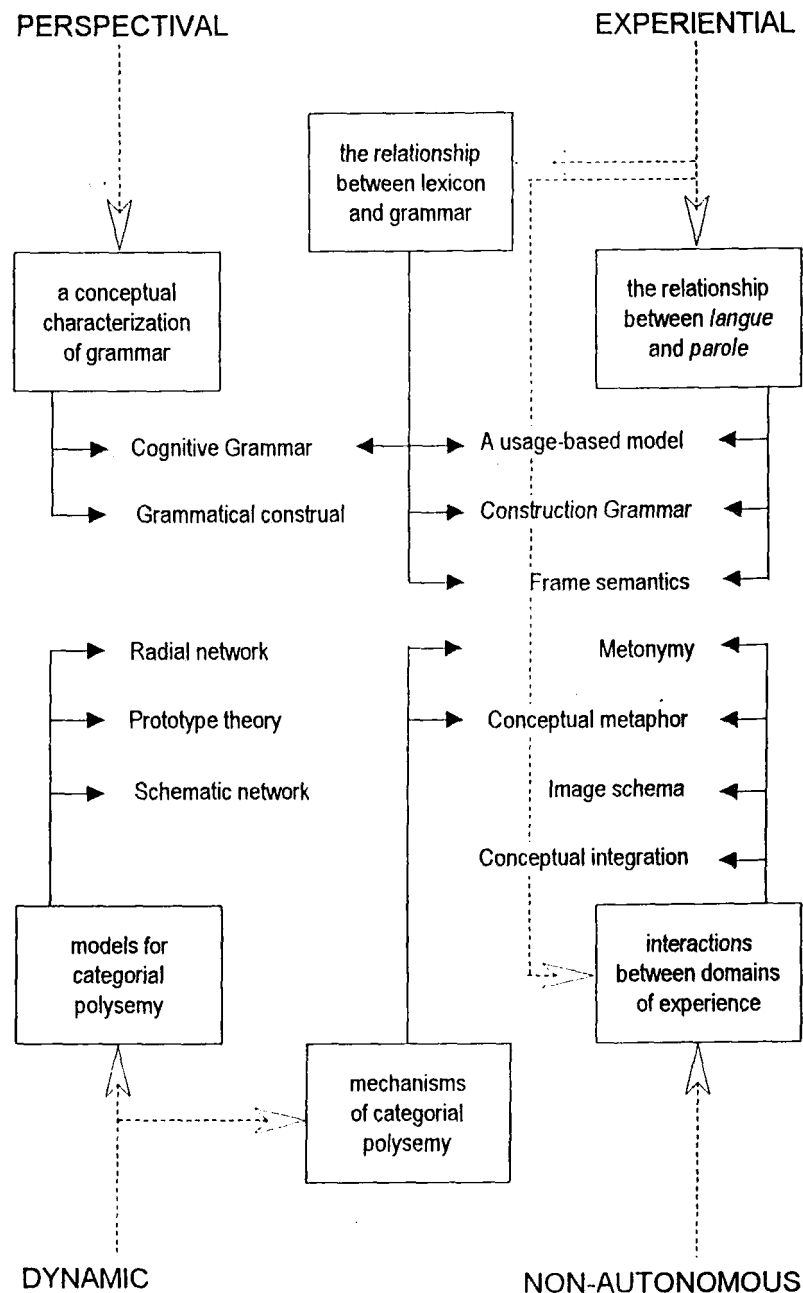 PERSPECTIVAL
EXPERIENTIAL
the relationship
between lexicon
and grammar
a conceptual
characterization
of grammar
the relationship
between langue
and parole
Cognitive Grammar
A usage-based model
Grammatical construal
Construction Grammar
Frame semantics
Radial network
Metonymy
Prototype theory
Conceptual metaphor
Schematic network
Image schema
Conceptual integration
models for
categorial
polysemy
interactions
between domains
of experience
mechanisms
of categorial
polysemy
DYNAMIC
NON-AUTONOMOUS